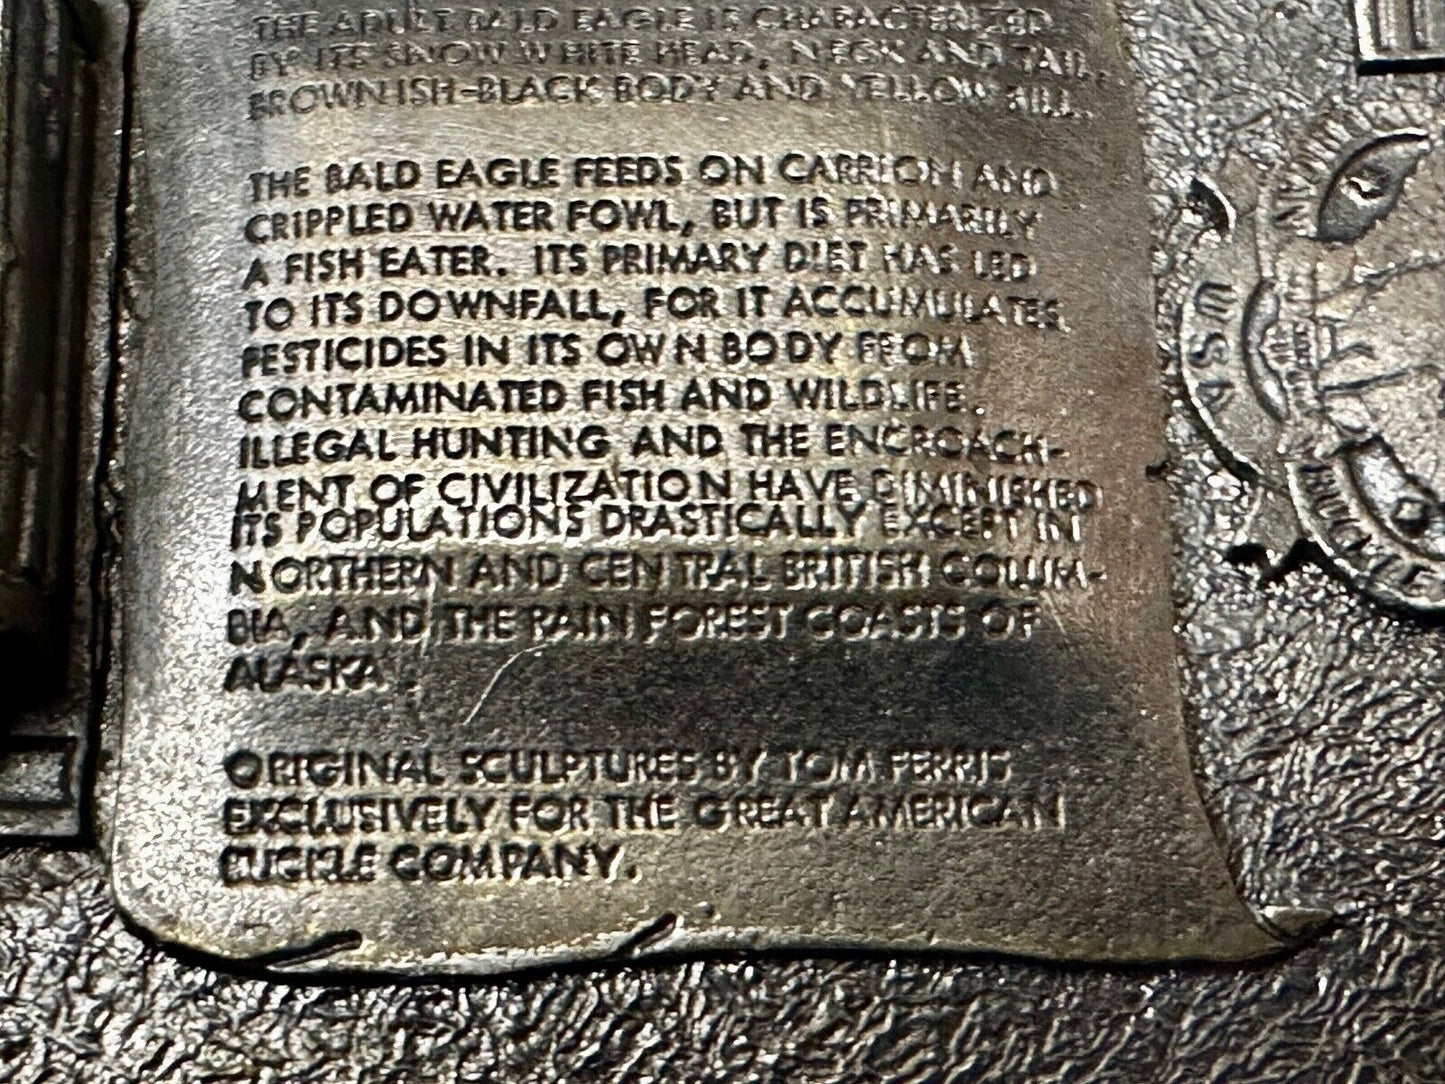 THE ADULT BALD EAGLE IS CHARACTERIZED
BY ITS SNOW WHITE HEAD, NECK AND TAIL,
BROWNISH-BLACK BODY AND YELLOW BILL.
THE BALD EAGLE FEEDS ON CARRION AND
CRIPPLED WATER FOWL, BUT IS PRIMARILY
A FISH EATER. ITS PRIMARY DIET HAS LED
TO ITS DOWNFALL, FOR IT ACCUMULATES
PESTICIDES IN ITS OWN BODY FROM
CONTAMINATED FISH AND WILDLIFE.
ILLEGAL HUNTING AND THE ENCROACH-
MENT OF CIVILIZATION HAVE DIMINISHED
ITS POPULATIONS DRASTICALLY EXCEPT IN
NORTHERN AND CENTRAL BRITISH COLUM-
BIA, AND THE RAIN FOREST COASTS OF
ALASKA.
ORIGINAL SCULPTURES BY TOM FERRIS
EXCLUSIVELY FOR THE GREAT AMERICAN
BUCKLE COMPANY.
USA